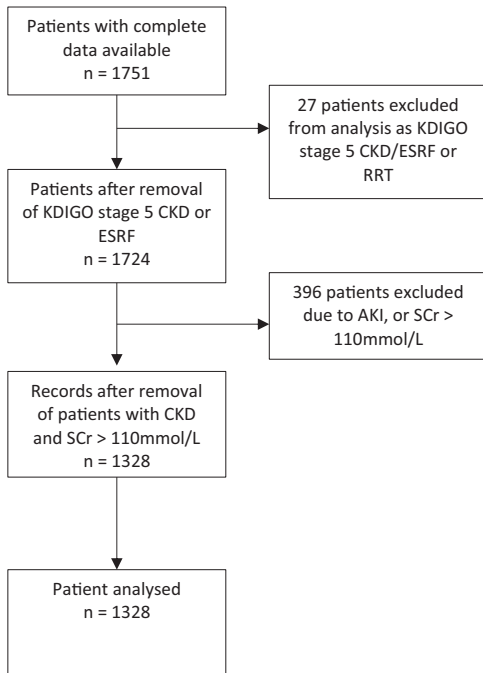 Patients with complete
data available
n = 1751
27 patients excluded
from analysis as KDIGO
stage 5 CKD/ESRF or
RRT
Patients after removal
of KDIGO stage 5 CKD or
ESRF
n = 1724
396 patients excluded
due to AKI, or SCr >
110mmol/L
Records after removal
of patients with CKD
and SCr > 110mmol/L
n = 1328
Patient analysed
n = 1328